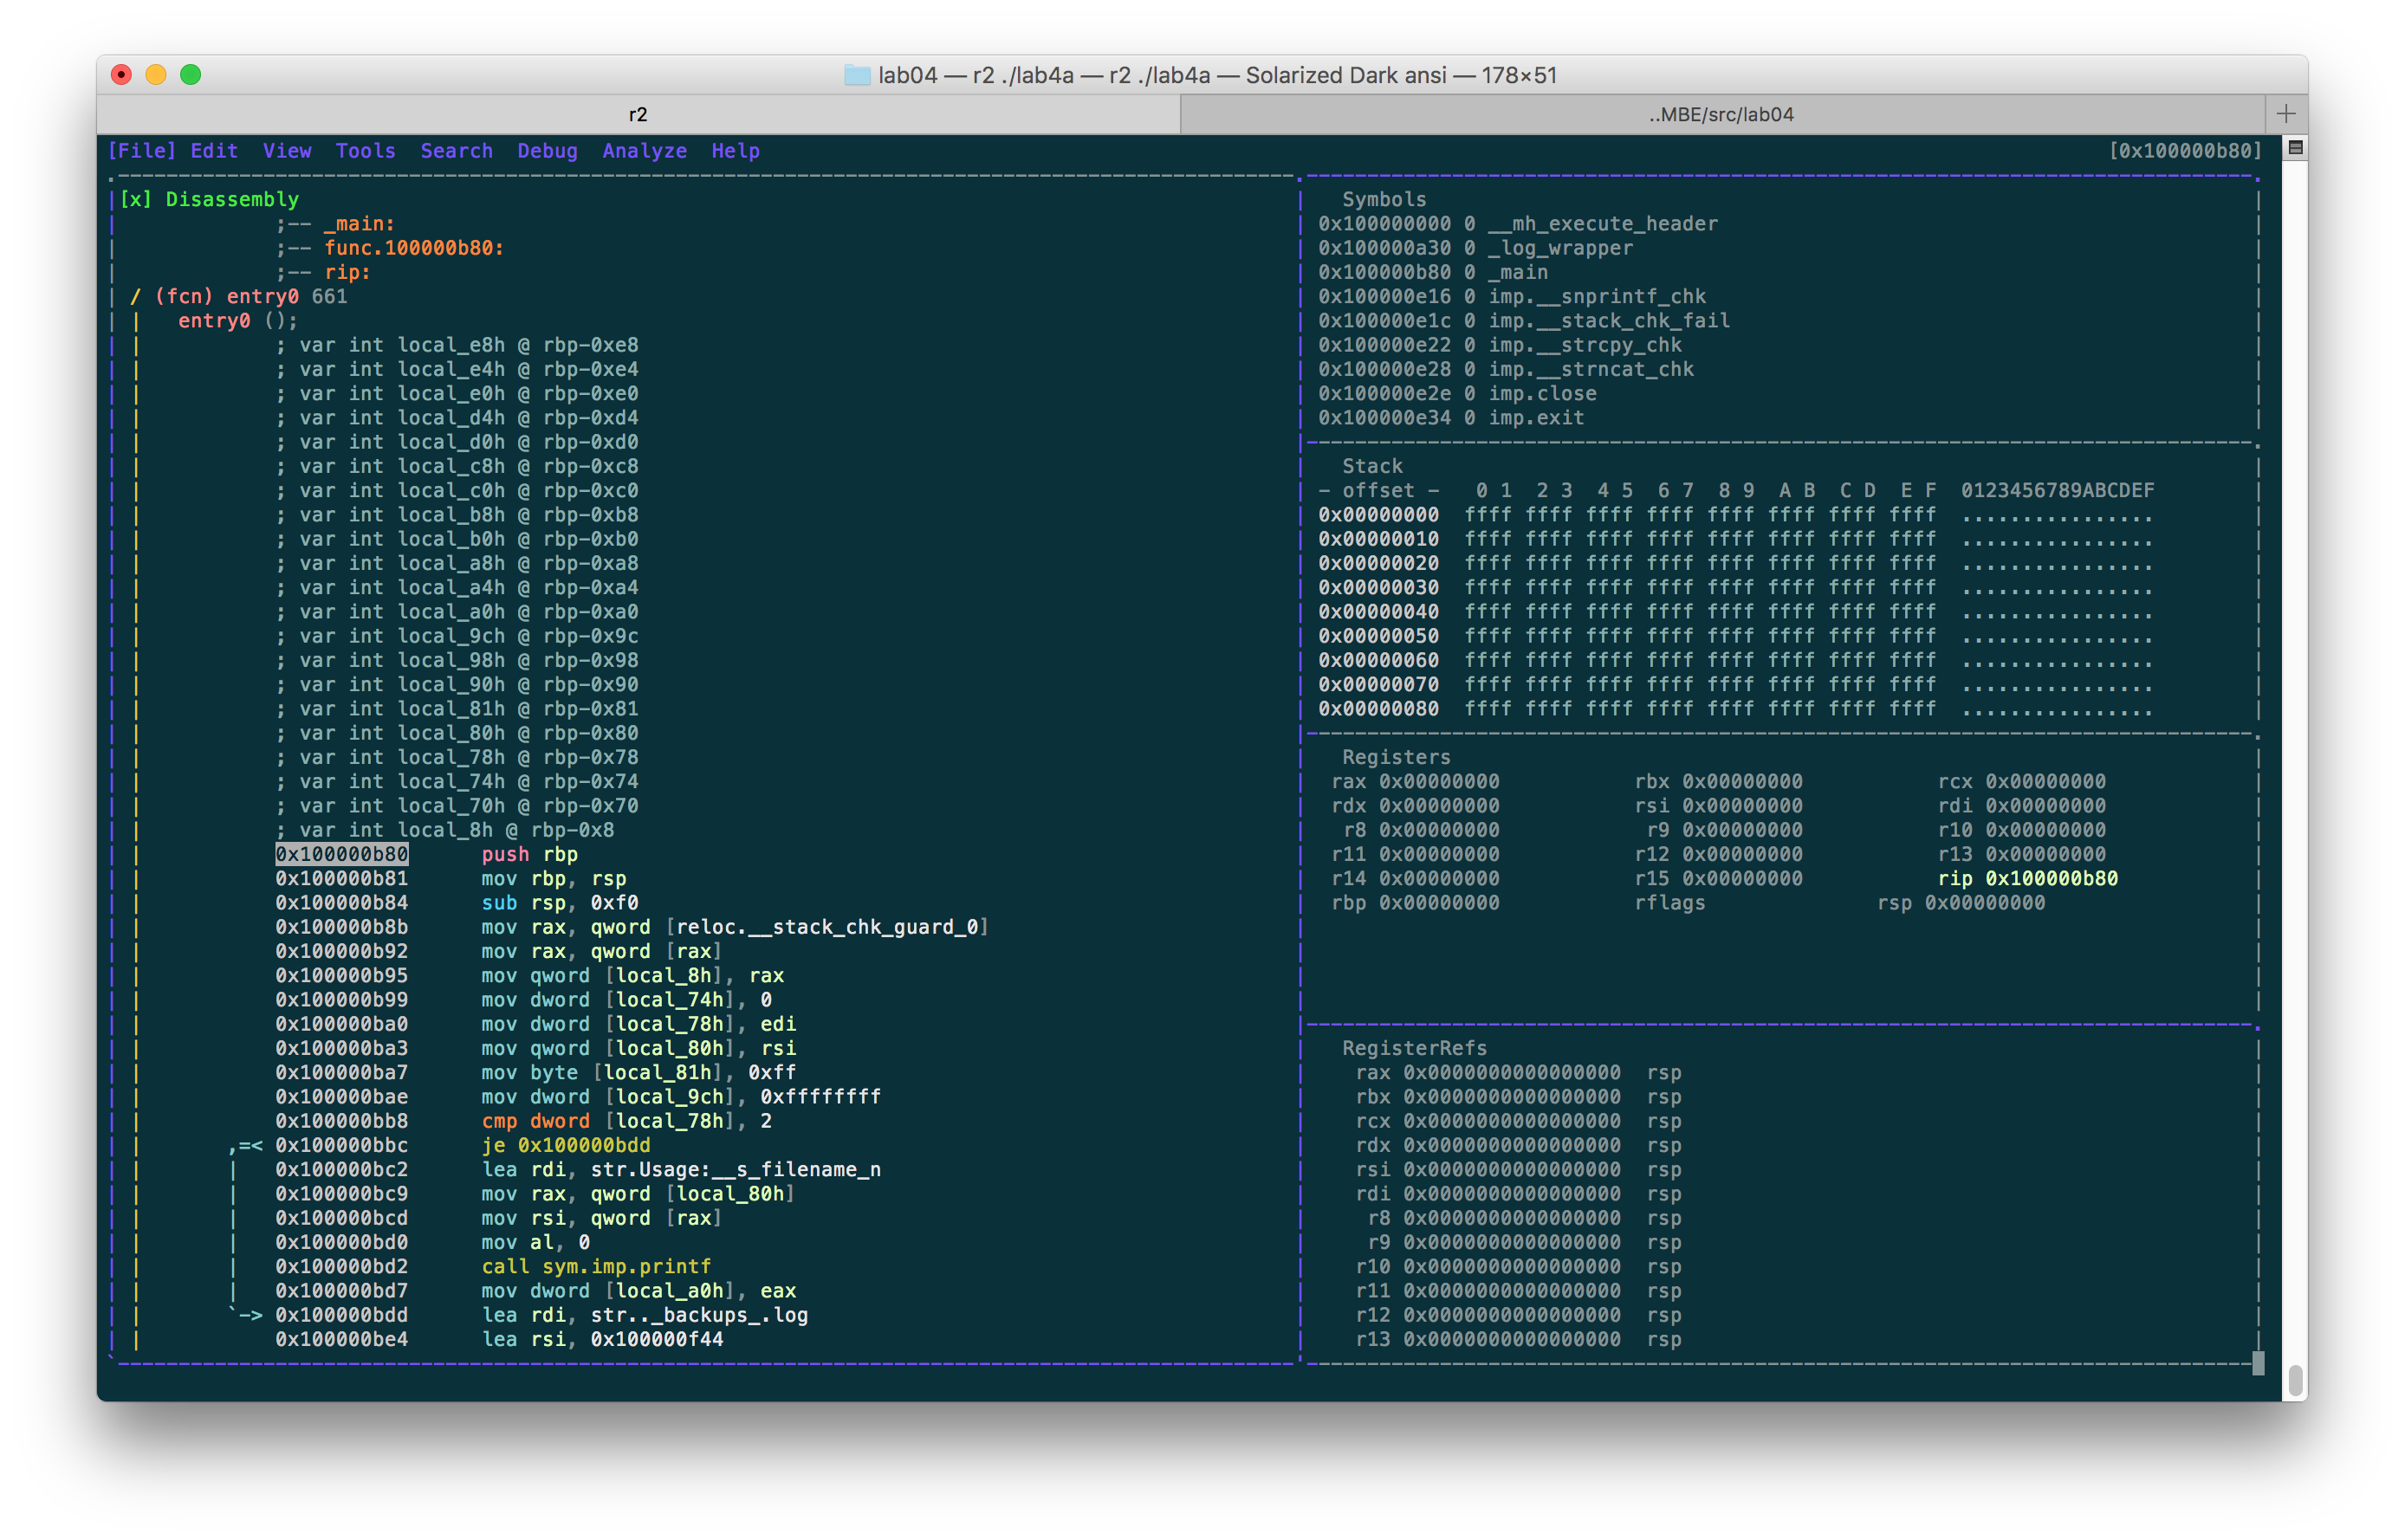 lab04 — r2 ./lab4a — r2 ./lab4a — Solarized Dark ansi — 178×51
r2
..MBE/src/lab04
[File] Edit View Tools Search Debug Analyze Help
[0x100000b80]
[x] Disassembly
;-- _main:
;-- func.100000b80:
;-- rip:
/ (fcn) entry0 661
entry0 ();
; var int local_e8h @ rbp-0xe8
; var int local_e4h @ rbp-0xe4
; var int local_e0h @ rbp-0xe0
; var int local_d4h @ rbp-0xd4
; var int local_d0h @ rbp-0xd0
; var int local_c8h @ rbp-0xc8
; var int local_c0h @ rbp-0xc0
; var int local_b8h @ rbp-0xb8
; var int local_b0h @ rbp-0xb0
; var int local_a8h @ rbp-0xa8
; var int local_a4h @ rbp-0xa4
; var int local_a0h @ rbp-0xa0
; var int local_9ch @ rbp-0x9c
; var int local_98h @ rbp-0x98
; var int local_90h @ rbp-0x90
; var int local_81h @ rbp-0x81
; var int local_80h @ rbp-0x80
; var int local_78h @ rbp-0x78
; var int local_74h @ rbp-0x74
; var int local_70h @ rbp-0x70
; var int local_8h @ rbp-0x8
0x100000b80 push rbp
0x100000b81 mov rbp, rsp
0x100000b84 sub rsp, 0xf0
0x100000b8b mov rax, qword [reloc.__stack_chk_guard_0]
0x100000b92 mov rax, qword [rax]
0x100000b95 mov qword [local_8h], rax
0x100000b99 mov dword [local_74h], 0
0x100000ba0 mov dword [local_78h], edi
0x100000ba3 mov qword [local_80h], rsi
0x100000ba7 mov byte [local_81h], 0xff
0x100000bae mov dword [local_9ch], 0xffffffff
0x100000bb8 cmp dword [local_78h], 2
,=< 0x100000bbc je 0x100000bdd
0x100000bc2 lea rdi, str.Usage:__s_filename_n
0x100000bc9 mov rax, qword [local_80h]
0x100000bcd mov rsi, qword [rax]
0x100000bd0 mov al, 0
0x100000bd2 call sym.imp.printf
0x100000bd7 mov dword [local_a0h], eax
`-> 0x100000bdd lea rdi, str.._backups_.log
0x100000be4 lea rsi, 0x100000f44
Symbols
0x100000000 0 __mh_execute_header
0x100000a30 0 _log_wrapper
0x100000b80 0 _main
0x100000e16 0 imp.__snprintf_chk
0x100000e1c 0 imp.__stack_chk_fail
0x100000e22 0 imp.__strcpy_chk
0x100000e28 0 imp.__strncat_chk
0x100000e2e 0 imp.close
0x100000e34 0 imp.exit
Stack
- offset - 0 1 2 3 4 5 6 7 8 9 A B C D E F 0123456789ABCDEF
0x00000000 ffff ffff ffff ffff ffff ffff ffff ffff ................
0x00000010 ffff ffff ffff ffff ffff ffff ffff ffff ................
0x00000020 ffff ffff ffff ffff ffff ffff ffff ffff ................
0x00000030 ffff ffff ffff ffff ffff ffff ffff ffff ................
0x00000040 ffff ffff ffff ffff ffff ffff ffff ffff ................
0x00000050 ffff ffff ffff ffff ffff ffff ffff ffff ................
0x00000060 ffff ffff ffff ffff ffff ffff ffff ffff ................
0x00000070 ffff ffff ffff ffff ffff ffff ffff ffff ................
0x00000080 ffff ffff ffff ffff ffff ffff ffff ffff ................
Registers
rax 0x00000000 rbx 0x00000000 rcx 0x00000000
rdx 0x00000000 rsi 0x00000000 rdi 0x00000000
r8 0x00000000 r9 0x00000000 r10 0x00000000
r11 0x00000000 r12 0x00000000 r13 0x00000000
r14 0x00000000 r15 0x00000000 rip 0x100000b80
rbp 0x00000000 rflags rsp 0x00000000
RegisterRefs
rax 0x0000000000000000 rsp
rbx 0x0000000000000000 rsp
rcx 0x0000000000000000 rsp
rdx 0x0000000000000000 rsp
rsi 0x0000000000000000 rsp
rdi 0x0000000000000000 rsp
r8 0x0000000000000000 rsp
r9 0x0000000000000000 rsp
r10 0x0000000000000000 rsp
r11 0x0000000000000000 rsp
r12 0x0000000000000000 rsp
r13 0x0000000000000000 rsp